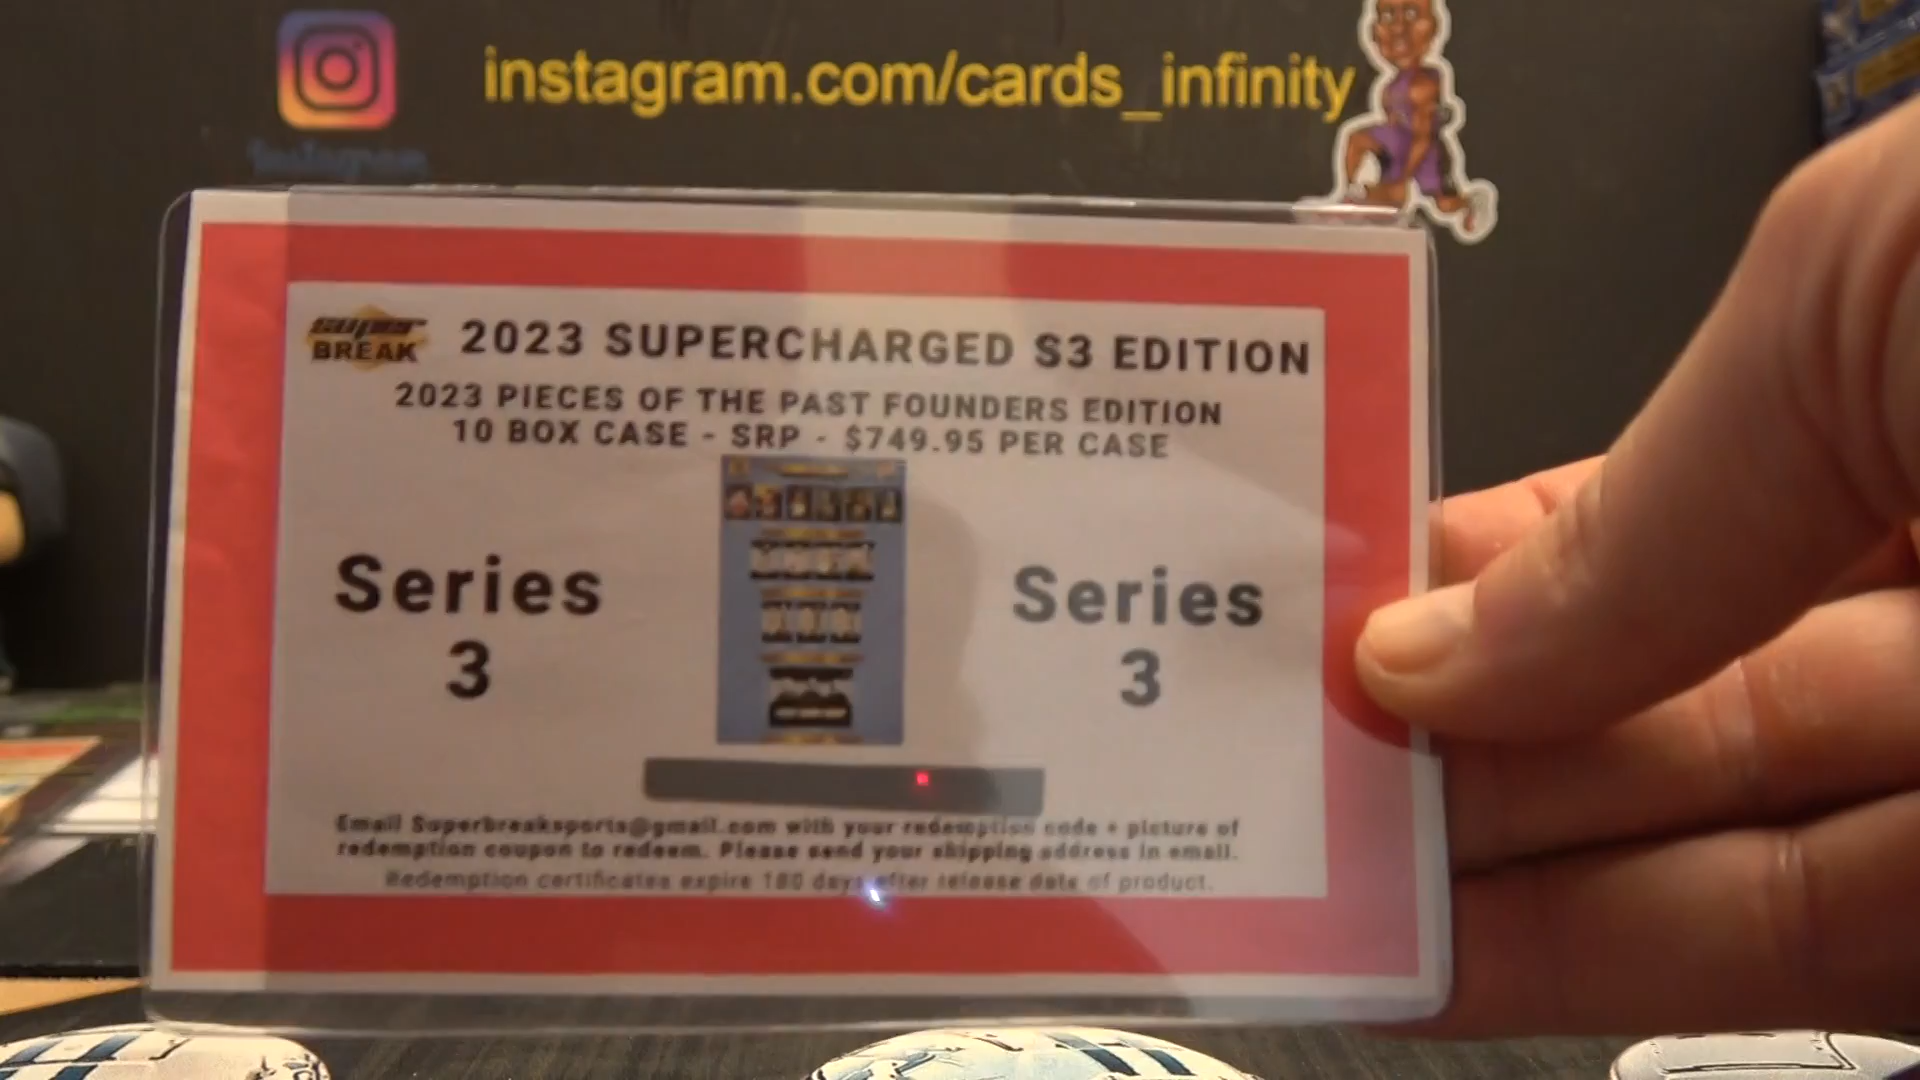 instagram.com/cards_infinity
Instagram
SUPER
BREAK
2023 SUPERCHARGED S3 EDITION
2023 PIECES OF THE PAST FOUNDERS EDITION
10 BOX CASE - SRP - $749.95 PER CASE
Series
3
Series
3
Email Superbreaksports@gmail.com with your redemption code + picture of
redemption coupon to redeem. Please send your shipping address in email.
Redemption certificates expire 180 days after release date of product.